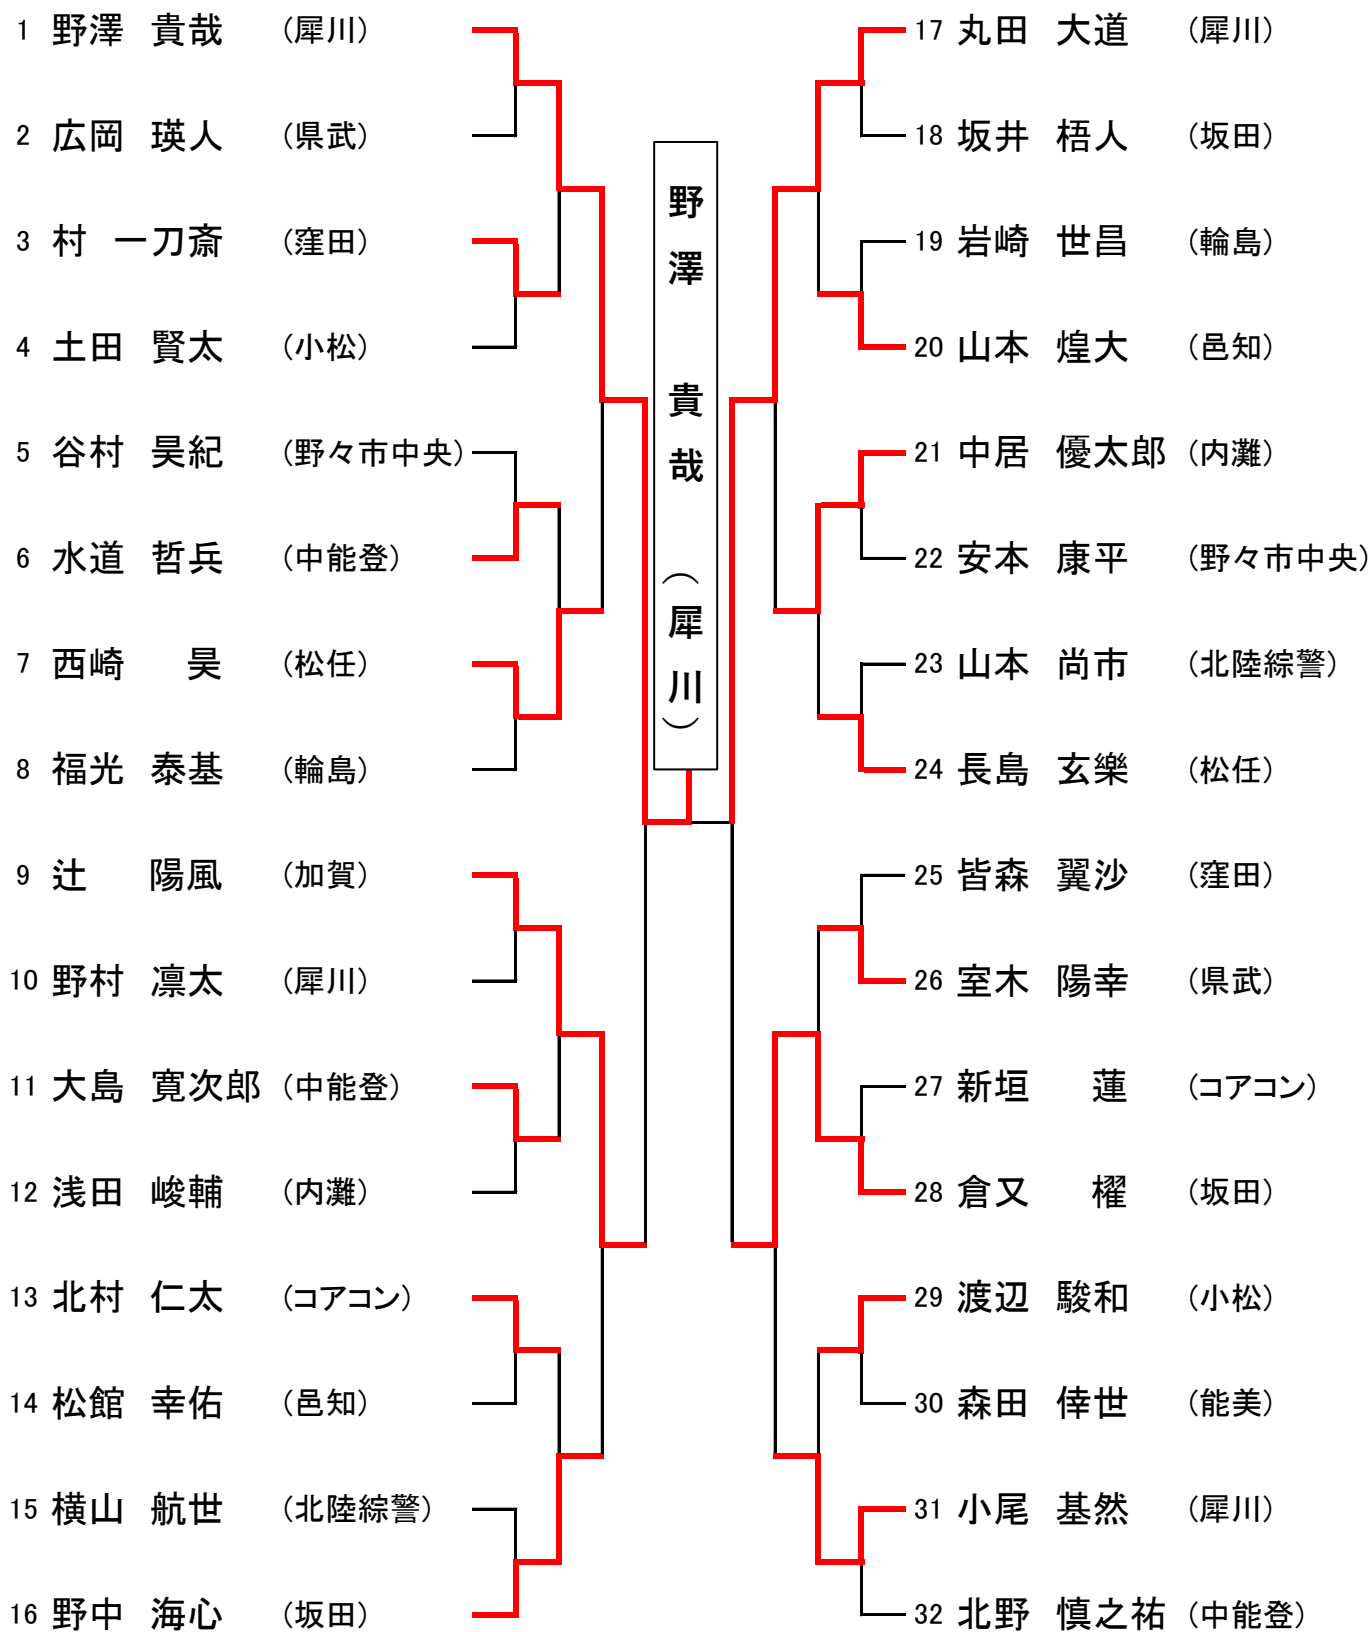 1 野澤 貴哉 (犀川)
2 広岡 瑛人 (県武)
3 村 一刀斎 (窪田)
4 土田 賢太 (小松)
5 谷村 昊紀 (野々市中央)
6 水道 哲兵 (中能登)
7 西崎 昊 (松任)
8 福光 泰基 (輪島)
9 辻 陽風 (加賀)
10 野村 凛太 (犀川)
11 大島 寛次郎 (中能登)
12 浅田 峻輔 (内灘)
13 北村 仁太 (コアコン)
14 松館 幸佑 (邑知)
15 横山 航世 (北陸綜警)
16 野中 海心 (坂田)
野澤 貴哉 (犀川)
17 丸田 大道 (犀川)
18 坂井 梧人 (坂田)
19 岩崎 世昌 (輪島)
20 山本 煌大 (邑知)
21 中居 優太郎 (内灘)
22 安本 康平 (野々市中央)
23 山本 尚市 (北陸綜警)
24 長島 玄樂 (松任)
25 皆森 翼沙 (窪田)
26 室木 陽幸 (県武)
27 新垣 蓮 (コアコン)
28 倉又 櫂 (坂田)
29 渡辺 駿和 (小松)
30 森田 倖世 (能美)
31 小尾 基然 (犀川)
32 北野 慎之祐 (中能登)